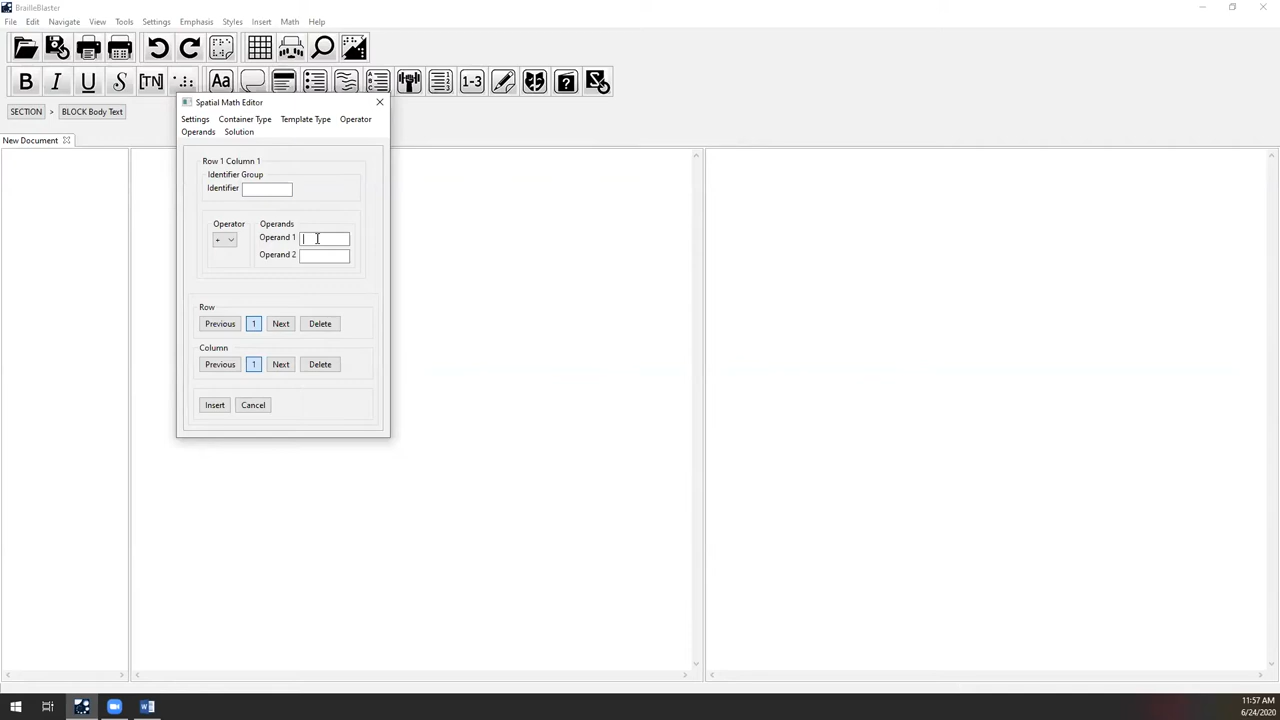 BrailleBlaster
File Edit Navigate View Tools Settings Emphasis Styles Insert Math Help
B I U S [TN] Aa 1-3 ?
SECTION > BLOCK Body Text
New Document
Spatial Math Editor
Settings Container Type Template Type Operator
Operands Solution
Row 1 Column 1
Identifier Group
Identifier
Operator Operands
+ Operand 1
Operand 2
Row
Previous 1 Next Delete
Column
Previous 1 Next Delete
Insert Cancel
11:57 AM
6/24/2020